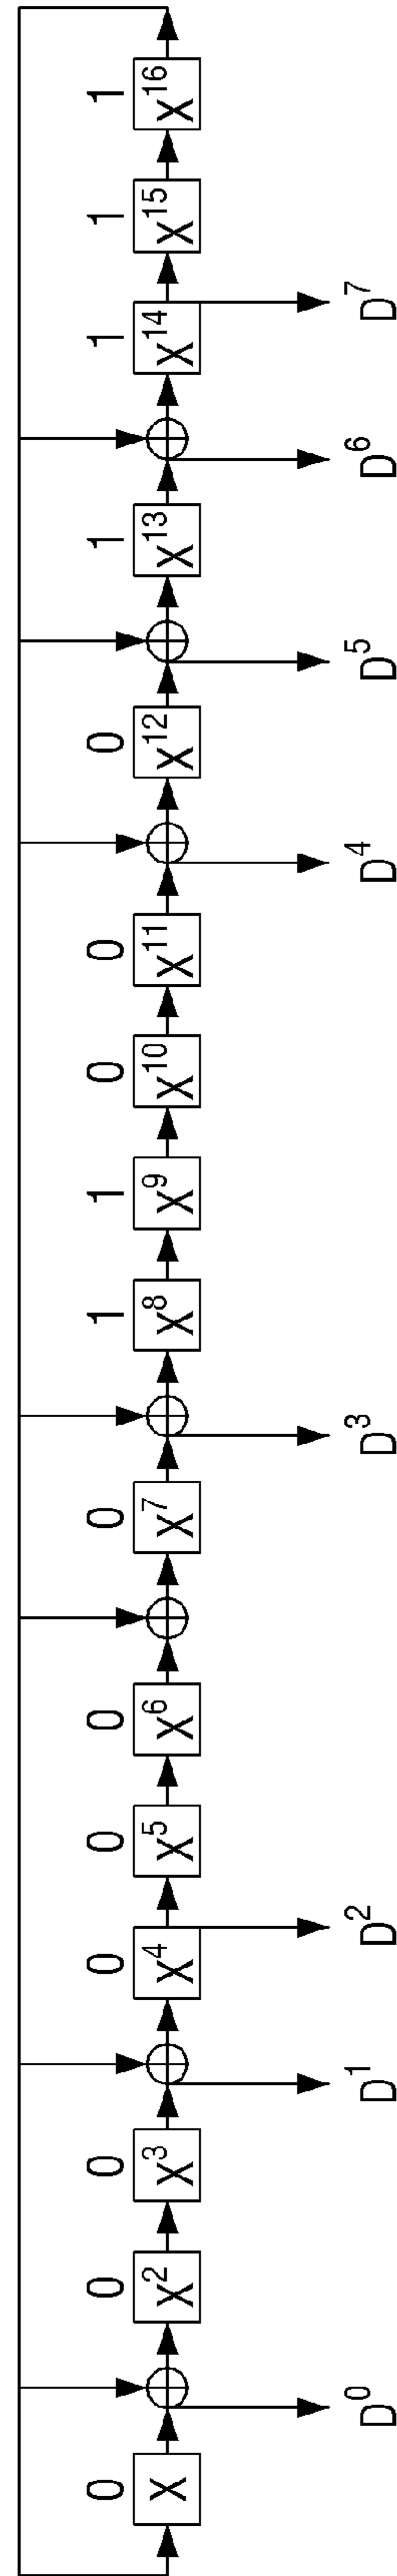 0 0 0 0 0 0 0 1 1 0 0 0 1 1 1 1
X X² X³ X⁴ X⁵ X⁶ X⁷ X⁸ X⁹ X¹⁰ X¹¹ X¹² X¹³ X¹⁴ X¹⁵ X¹⁶
D⁰ D¹ D² D³ D⁴ D⁵ D⁶ D⁷